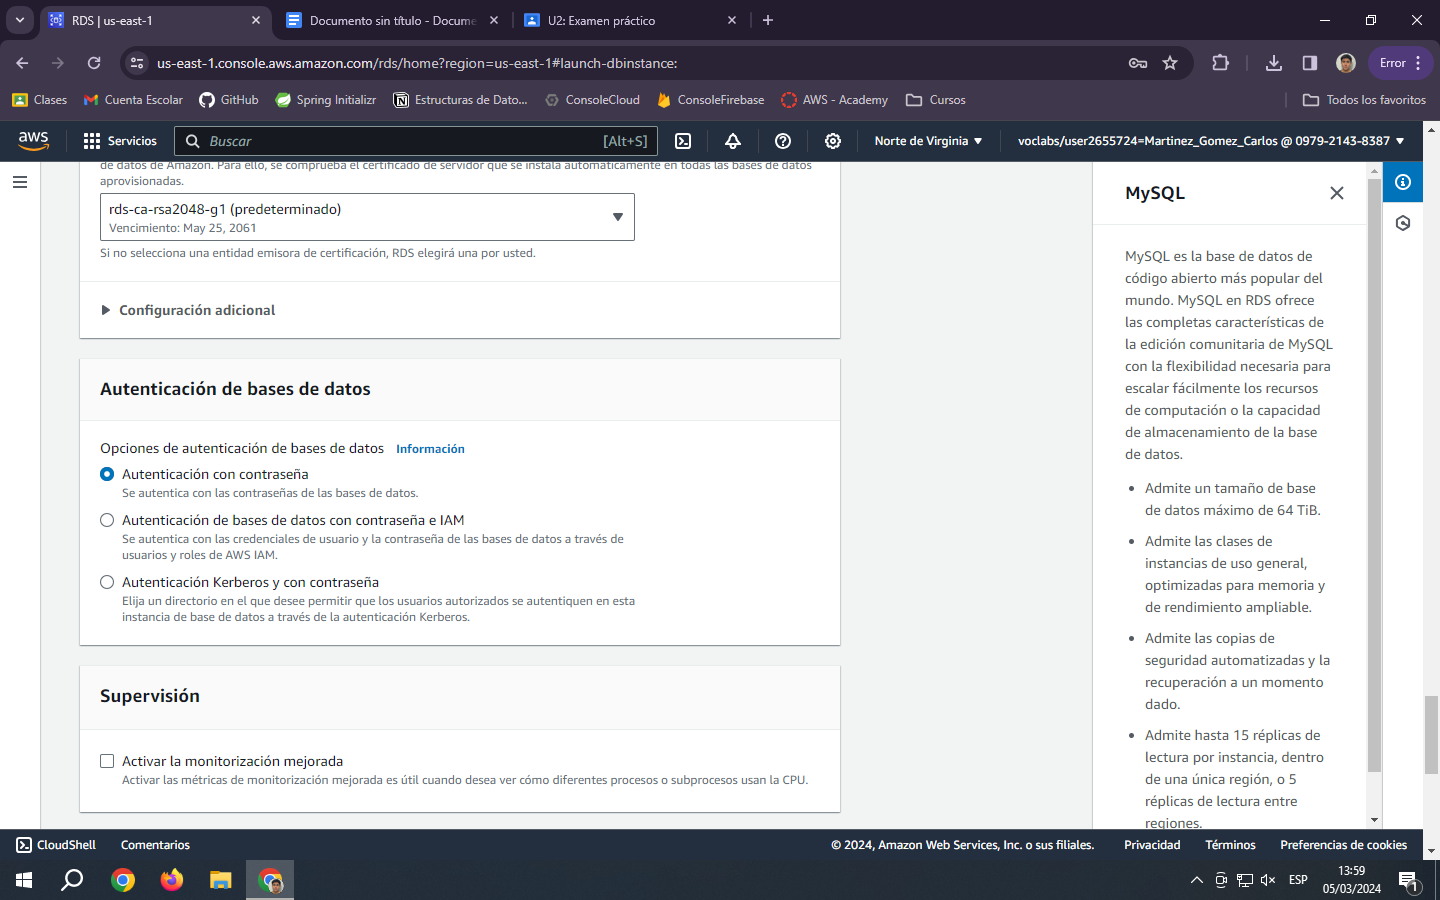 RDS | us-east-1
Documento sin título - Docume
U2: Examen práctico
us-east-1.console.aws.amazon.com/rds/home?region=us-east-1#launch-dbinstance:
Error
Clases
Cuenta Escolar
GitHub
Spring Initializr
Estructuras de Dato...
ConsoleCloud
ConsoleFirebase
AWS - Academy
Cursos
Todos los favoritos
aws
Servicios
Buscar
[Alt+S]
Norte de Virginia
voclabs/user2655724=Martinez_Gomez_Carlos @ 0979-2143-8387
de datos de Amazon. Para ello, se comprueba el certificado de servidor que se instala automáticamente en todas las bases de datos
aprovisionadas.
rds-ca-rsa2048-g1 (predeterminado)
Vencimiento: May 25, 2061
Si no selecciona una entidad emisora de certificación, RDS elegirá una por usted.
Configuración adicional
Autenticación de bases de datos
Opciones de autenticación de bases de datos Información
Autenticación con contraseña
Se autentica con las contraseñas de las bases de datos.
Autenticación de bases de datos con contraseña e IAM
Se autentica con las credenciales de usuario y la contraseña de las bases de datos a través de
usuarios y roles de AWS IAM.
Autenticación Kerberos y con contraseña
Elija un directorio en el que desee permitir que los usuarios autorizados se autentiquen en esta
instancia de base de datos a través de la autenticación Kerberos.
Supervisión
Activar la monitorización mejorada
Activar las métricas de monitorización mejorada es útil cuando desea ver cómo diferentes procesos o subprocesos usan la CPU.
MySQL
MySQL es la base de datos de
código abierto más popular del
mundo. MySQL en RDS ofrece
las completas características de
la edición comunitaria de MySQL
con la flexibilidad necesaria para
escalar fácilmente los recursos
de computación o la capacidad
de almacenamiento de la base
de datos.
Admite un tamaño de base
de datos máximo de 64 TiB.
Admite las clases de
instancias de uso general,
optimizadas para memoria y
de rendimiento ampliable.
Admite las copias de
seguridad automatizadas y la
recuperación a un momento
dado.
Admite hasta 15 réplicas de
lectura por instancia, dentro
de una única región, o 5
réplicas de lectura entre
regiones.
CloudShell
Comentarios
© 2024, Amazon Web Services, Inc. o sus filiales.
Privacidad
Términos
Preferencias de cookies
ESP
13:59
05/03/2024
1